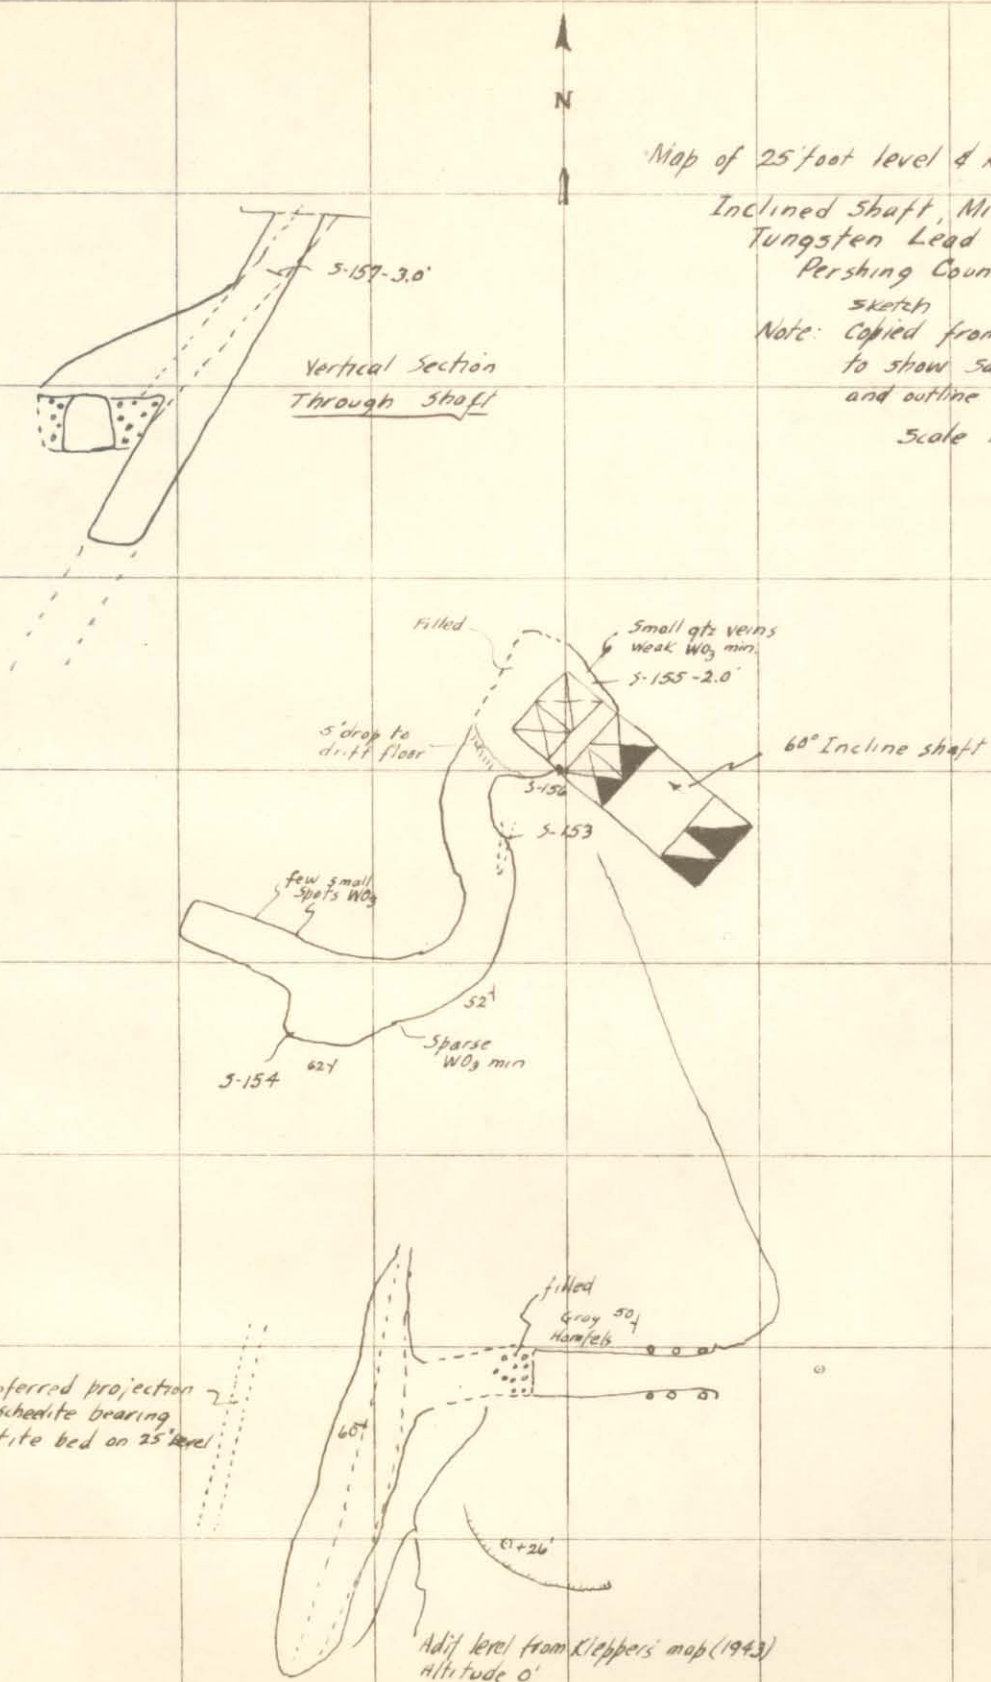 N
Map of 25 foot level &
Inclined Shaft, Mi
Tungsten Lead
Pershing Coun
Sketch
Note: Copied from
to show Sa
and outline
Scale
S-157-3.0'
Vertical Section
Through Shaft
Filled
Small qtz veins
Weak WO3 min.
S-155-2.0'
5' drop to
drift floor
60° Incline shaft
S-156
S-153
few small
Spots WO3
52
Sparse
WO3 min
62
S-154
filled
Gray 50
Hornfels
ferred projection
scheelite bearing
tite bed on 25' level
60
+26'
Adit level from Kleppers' map (1943)
Altitude 0'